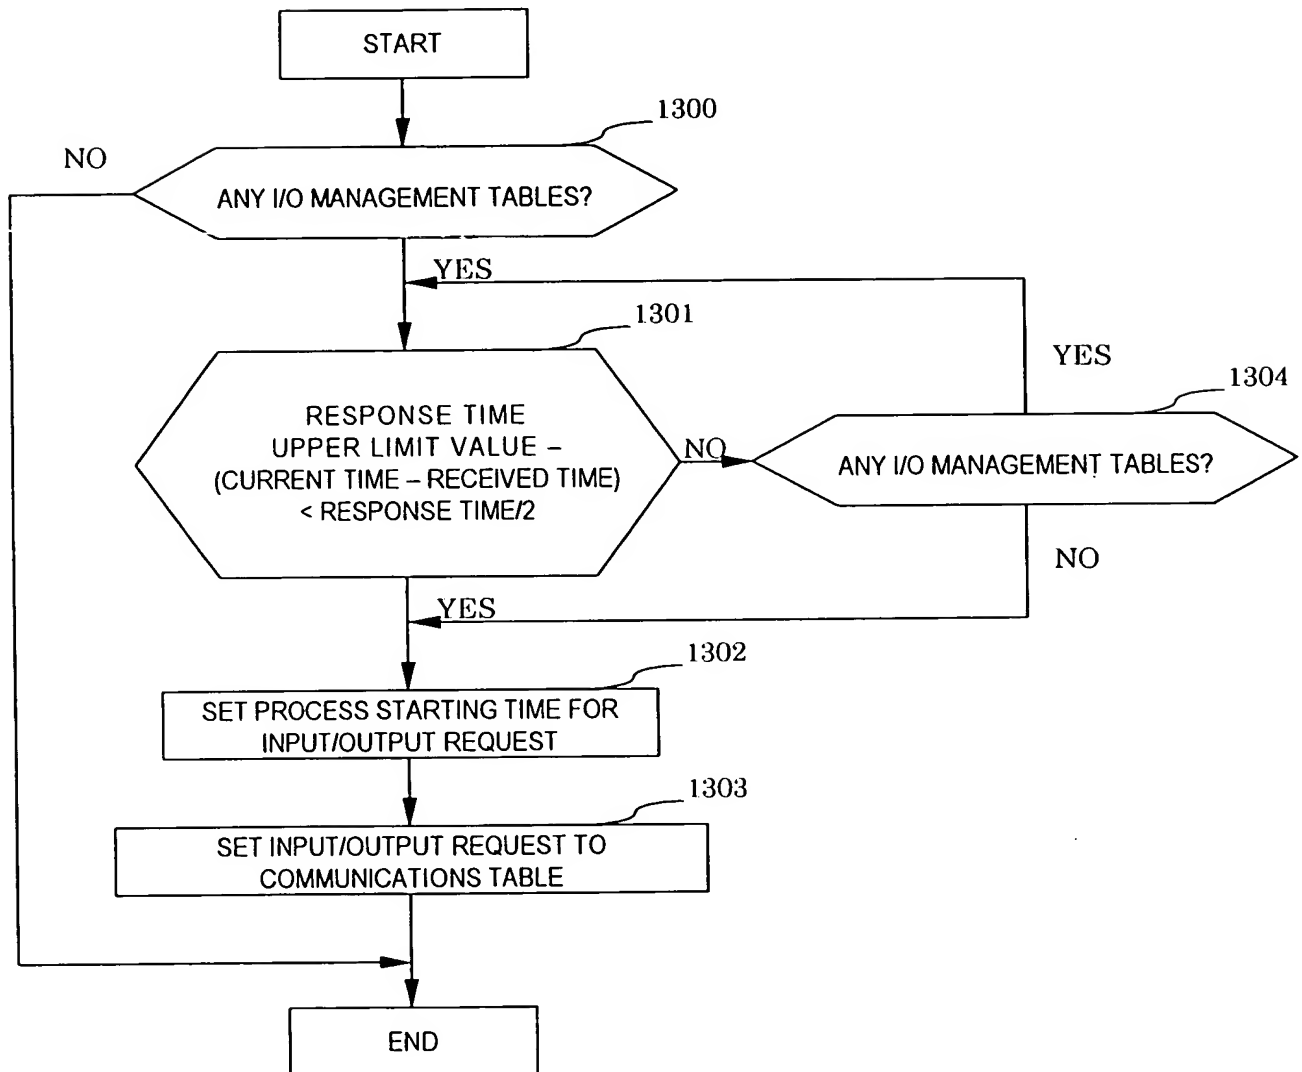 START
1300
NO
ANY I/O MANAGEMENT TABLES?
YES
1301
YES
1304
RESPONSE TIME
UPPER LIMIT VALUE –
(CURRENT TIME – RECEIVED TIME)
< RESPONSE TIME/2
NO
ANY I/O MANAGEMENT TABLES?
NO
YES
1302
SET PROCESS STARTING TIME FOR
INPUT/OUTPUT REQUEST
1303
SET INPUT/OUTPUT REQUEST TO
COMMUNICATIONS TABLE
END